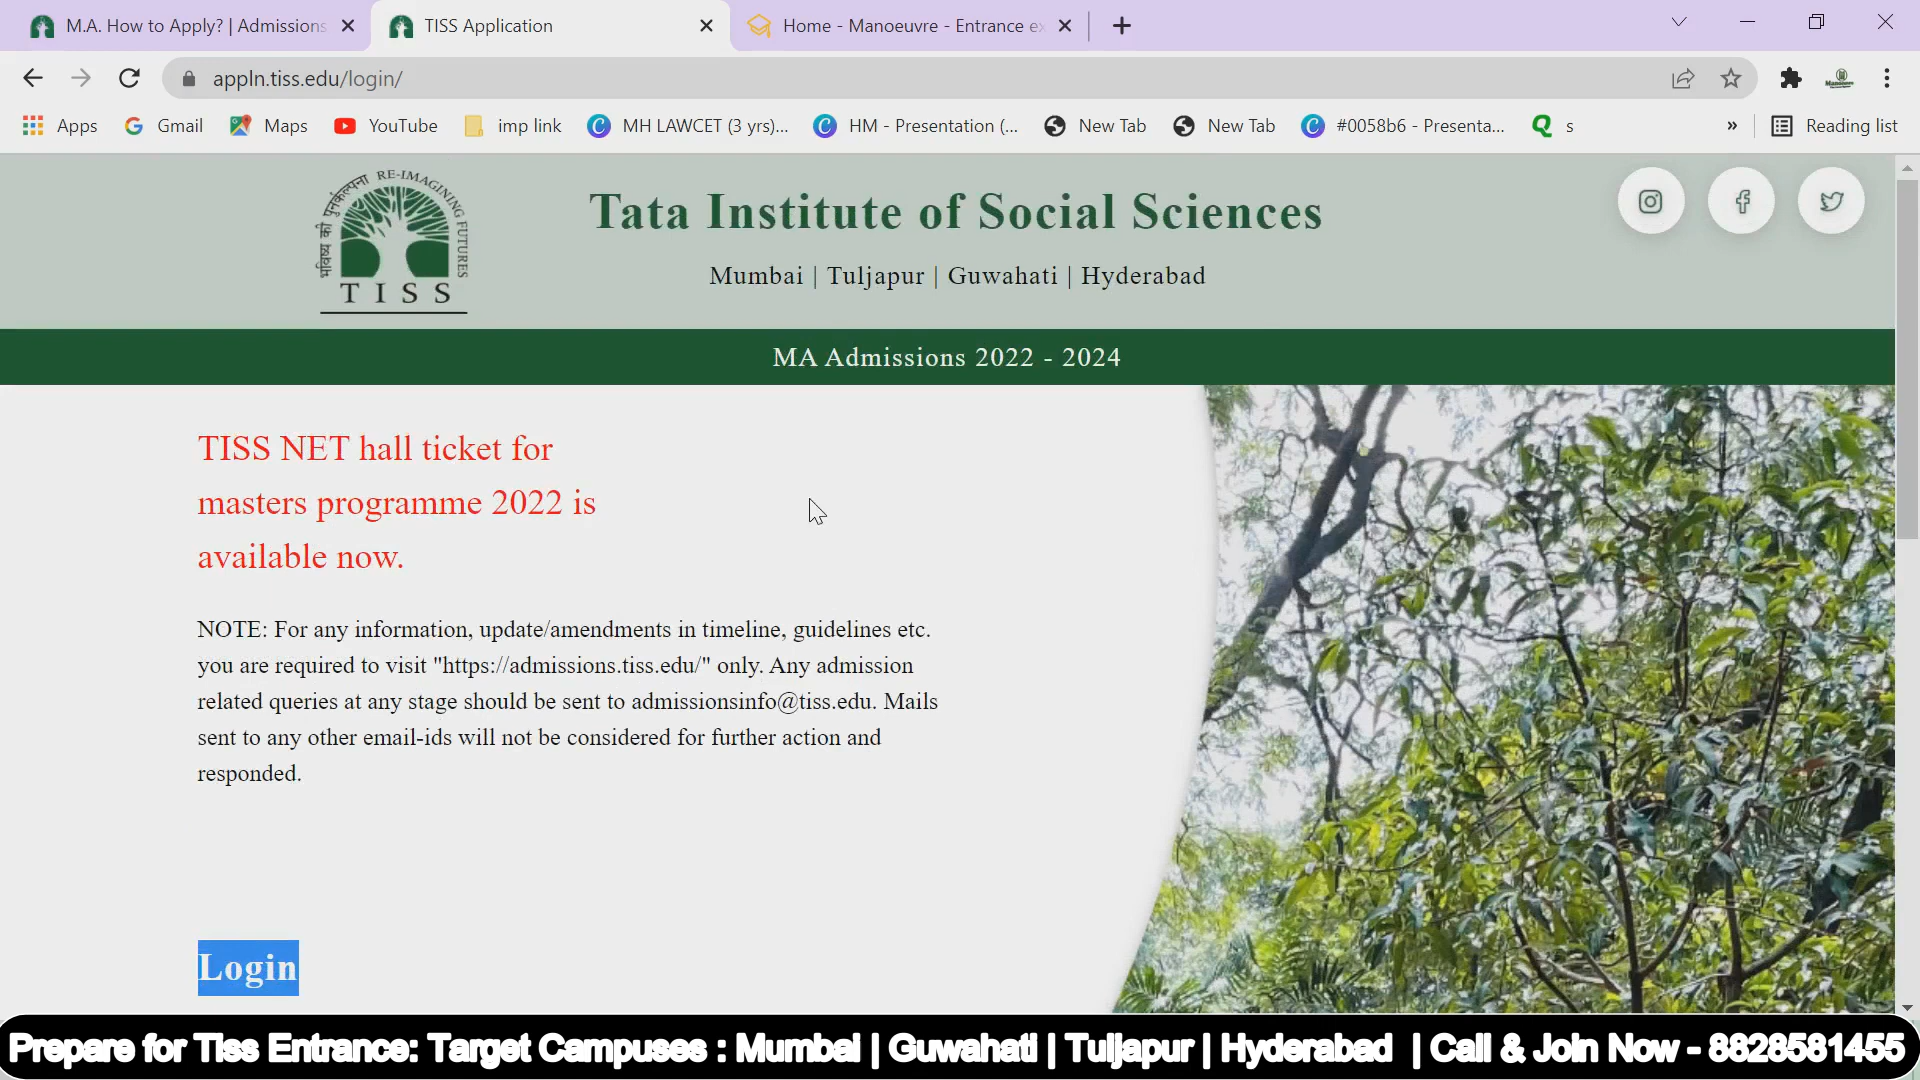 M.A. How to Apply? | Admissions
TISS Application
Home - Manoeuvre - Entrance ex
appln.tiss.edu/login/
Apps
Gmail
Maps
YouTube
imp link
MH LAWCET (3 yrs)...
HM - Presentation (...
New Tab
New Tab
#0058b6 - Presenta...
s
»
Reading list
भविष्य की पुनर्कल्पना RE-IMAGINING FUTURES
TISS
Tata Institute of Social Sciences
Mumbai | Tuljapur | Guwahati | Hyderabad
MA Admissions 2022 - 2024
TISS NET hall ticket for
masters programme 2022 is
available now.
NOTE: For any information, update/amendments in timeline, guidelines etc.
you are required to visit "https://admissions.tiss.edu/" only. Any admission
related queries at any stage should be sent to admissionsinfo@tiss.edu. Mails
sent to any other email-ids will not be considered for further action and
responded.
Login
Prepare for Tiss Entrance: Target Campuses : Mumbai | Guwahati | Tuljapur | Hyderabad | Call & Join Now - 8828581455